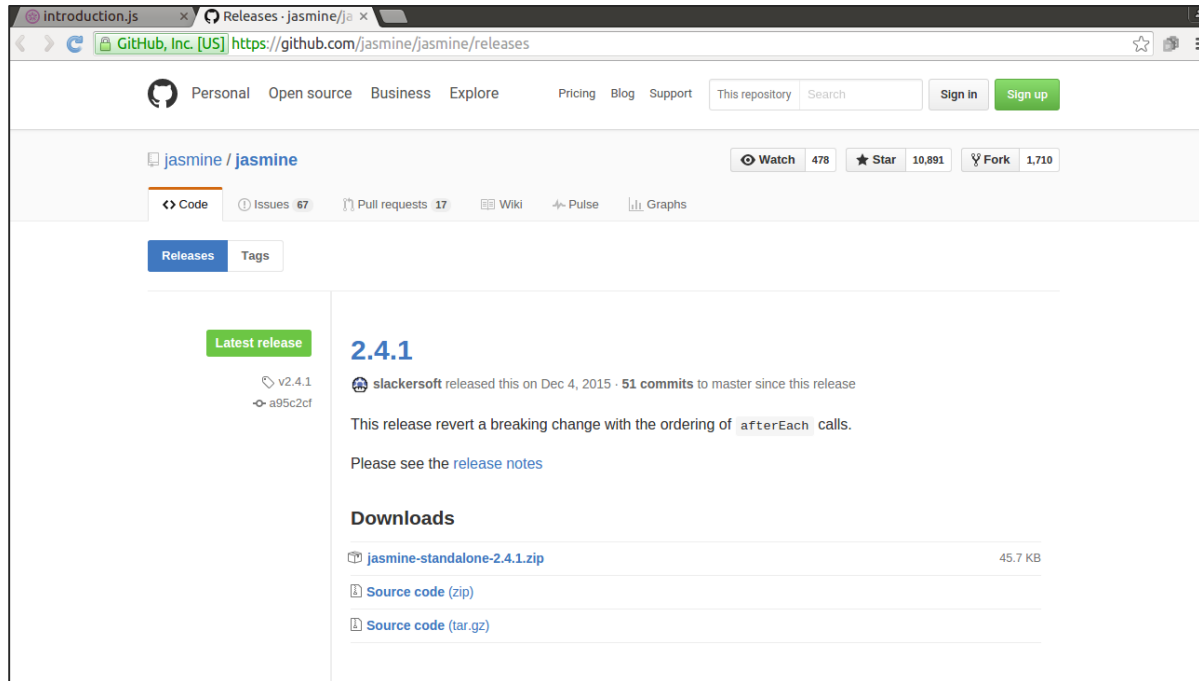 introduction.js
Releases · jasmine/ja
GitHub, Inc. [US] https://github.com/jasmine/jasmine/releases
Personal Open source Business Explore Pricing Blog Support This repository Search Sign in Sign up
jasmine / jasmine Watch 478 Star 10,891 Fork 1,710
Code Issues 67 Pull requests 17 Wiki Pulse Graphs
Releases Tags
Latest release
v2.4.1
a95c2cf
2.4.1
slackersoft released this on Dec 4, 2015 · 51 commits to master since this release
This release revert a breaking change with the ordering of afterEach calls.
Please see the release notes
Downloads
jasmine-standalone-2.4.1.zip 45.7 KB
Source code (zip)
Source code (tar.gz)